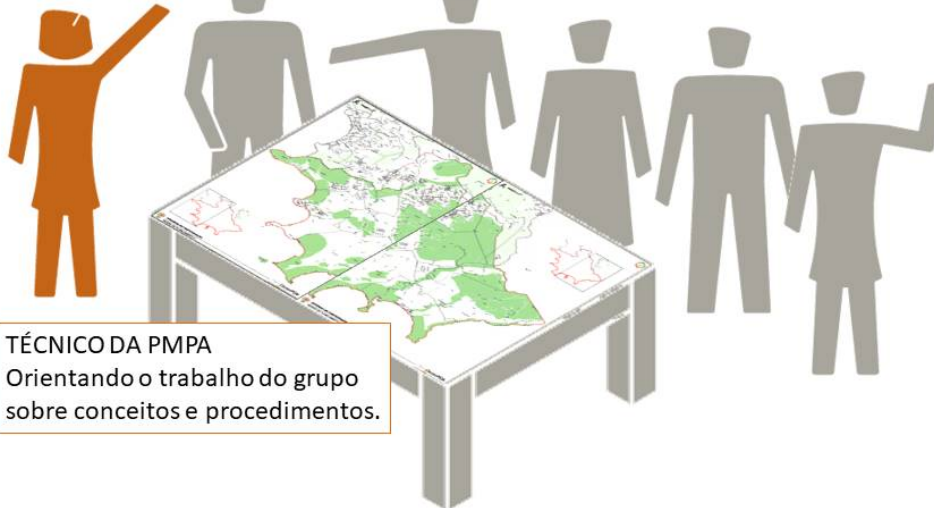 TÉCNICO DA PMPA
Orientando o trabalho do grupo
sobre conceitos e procedimentos.